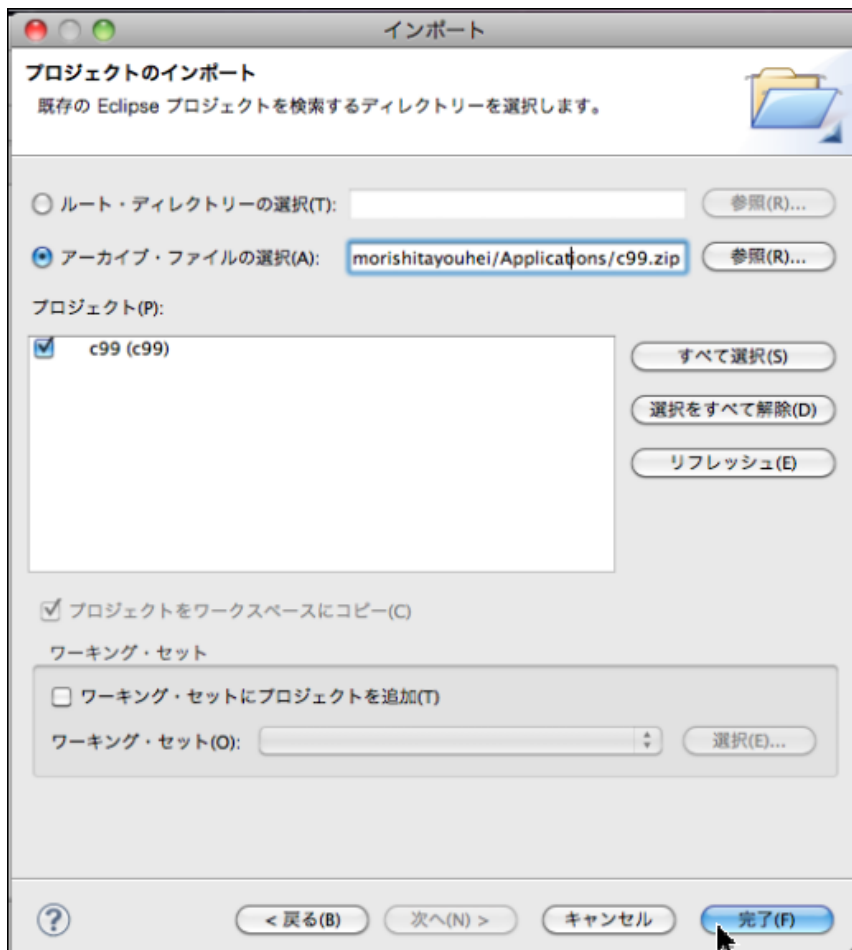 インポート
プロジェクトのインポート
既存の Eclipse プロジェクトを検索するディレクトリーを選択します。
ルート・ディレクトリーの選択(T): 参照(R)...
アーカイブ・ファイルの選択(A): morishitayouhei/Applications/c99.zip 参照(R)...
プロジェクト(P):
c99 (c99)
すべて選択(S)
選択をすべて解除(D)
リフレッシュ(E)
プロジェクトをワークスペースにコピー(C)
ワーキング・セット
ワーキング・セットにプロジェクトを追加(T)
ワーキング・セット(O): 選択(E)...
? < 戻る(B) 次へ(N) > キャンセル 完了(F)